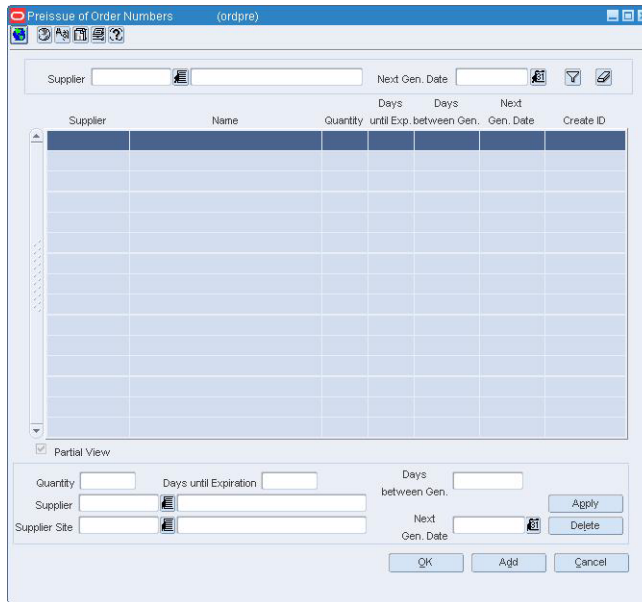 Preissue of Order Numbers (ordpre)
Supplier Next Gen. Date
Days Days Next
Supplier Name Quantity until Exp. between Gen. Gen. Date Create ID
Partial View
Quantity Days until Expiration Days between Gen.
Supplier Apply
Supplier Site Next Gen. Date Delete
OK Add Cancel